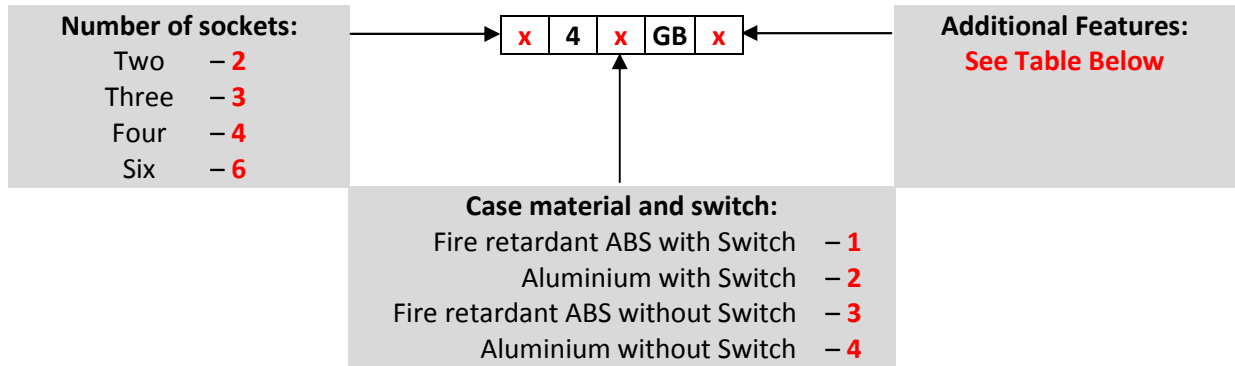 Number of sockets:
Two – 2
Three – 3
Four – 4
Six – 6
x 4 x GB x
Additional Features:
See Table Below
Case material and switch:
Fire retardant ABS with Switch – 1
Aluminium with Switch – 2
Fire retardant ABS without Switch – 3
Aluminium without Switch – 4